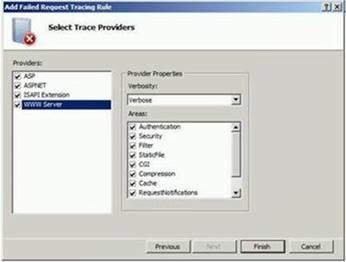 Add Failed Request Tracing Rule
Select Trace Providers
Providers:
ASP
ASPNET
ISAPI Extension
WWW Server
Provider Properties
Verbosity:
Verbose
Areas:
Authentication
Security
Filter
StaticFile
CGI
Compression
Cache
RequestNotifications
Previous
Next
Finish
Cancel